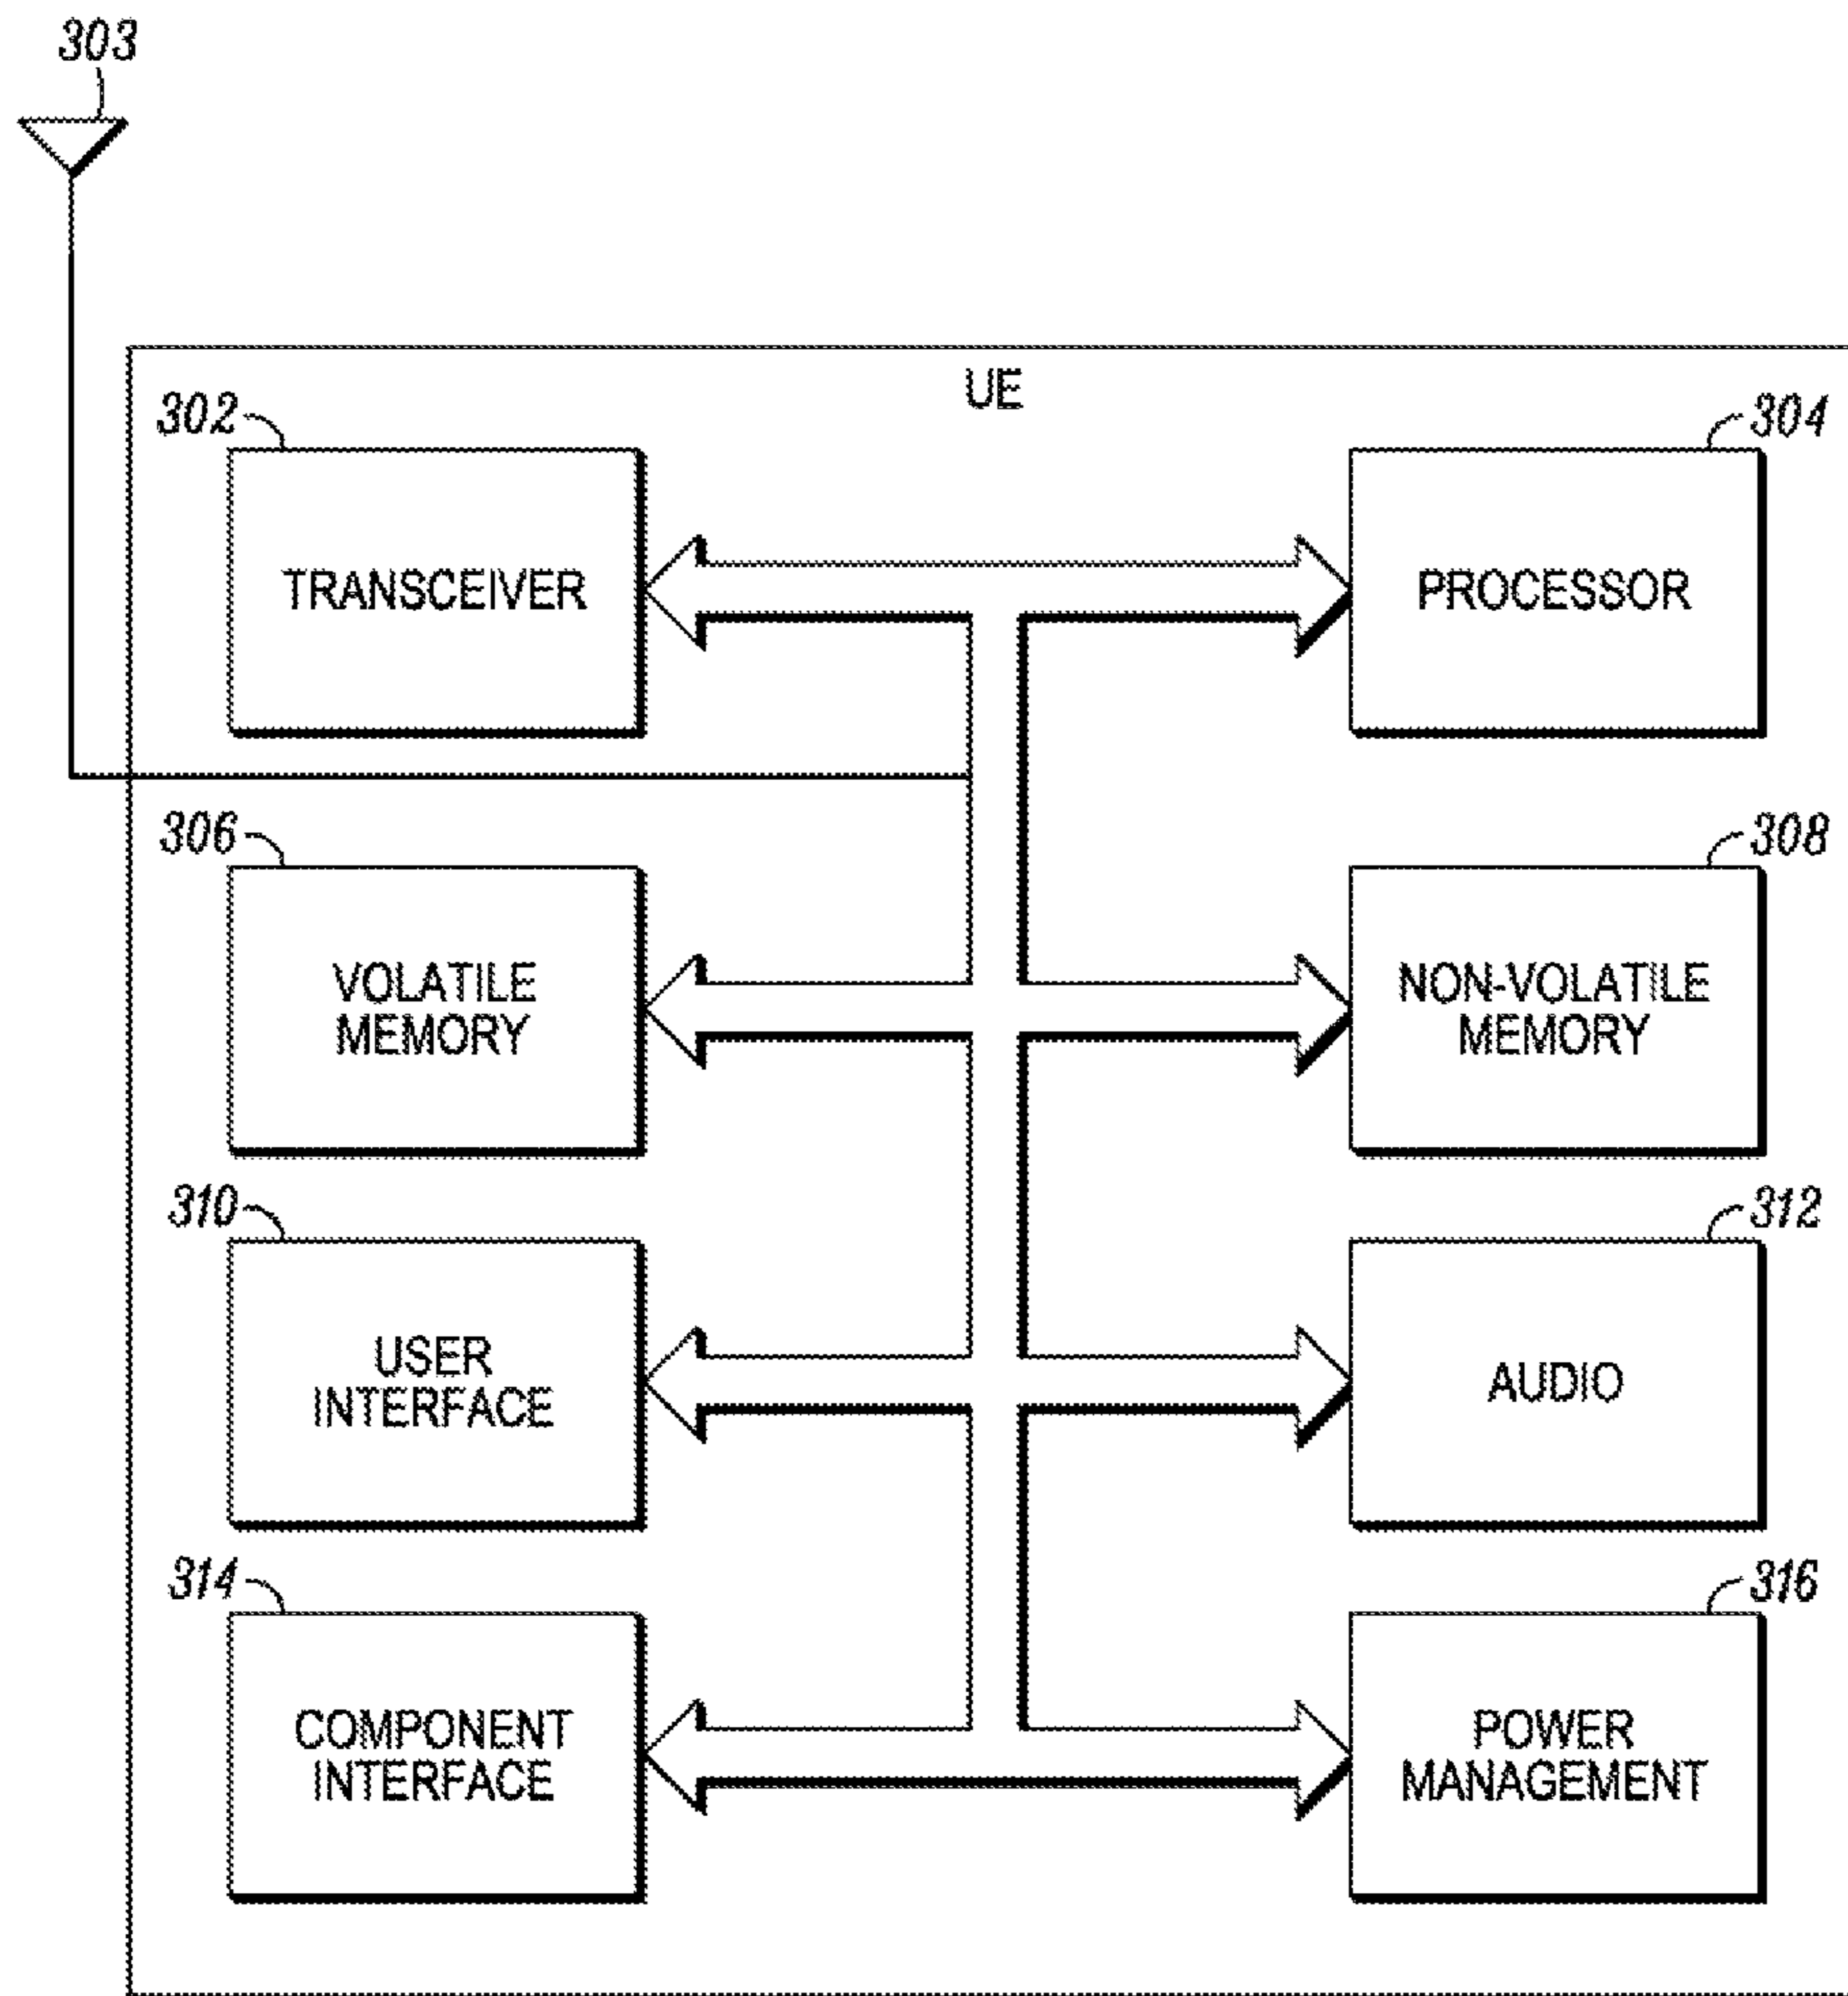 303
UE
302
304
TRANSCEIVER
PROCESSOR
306
308
VOLATILE
MEMORY
NON-VOLATILE
MEMORY
310
312
USER
INTERFACE
AUDIO
314
316
COMPONENT
INTERFACE
POWER
MANAGEMENT